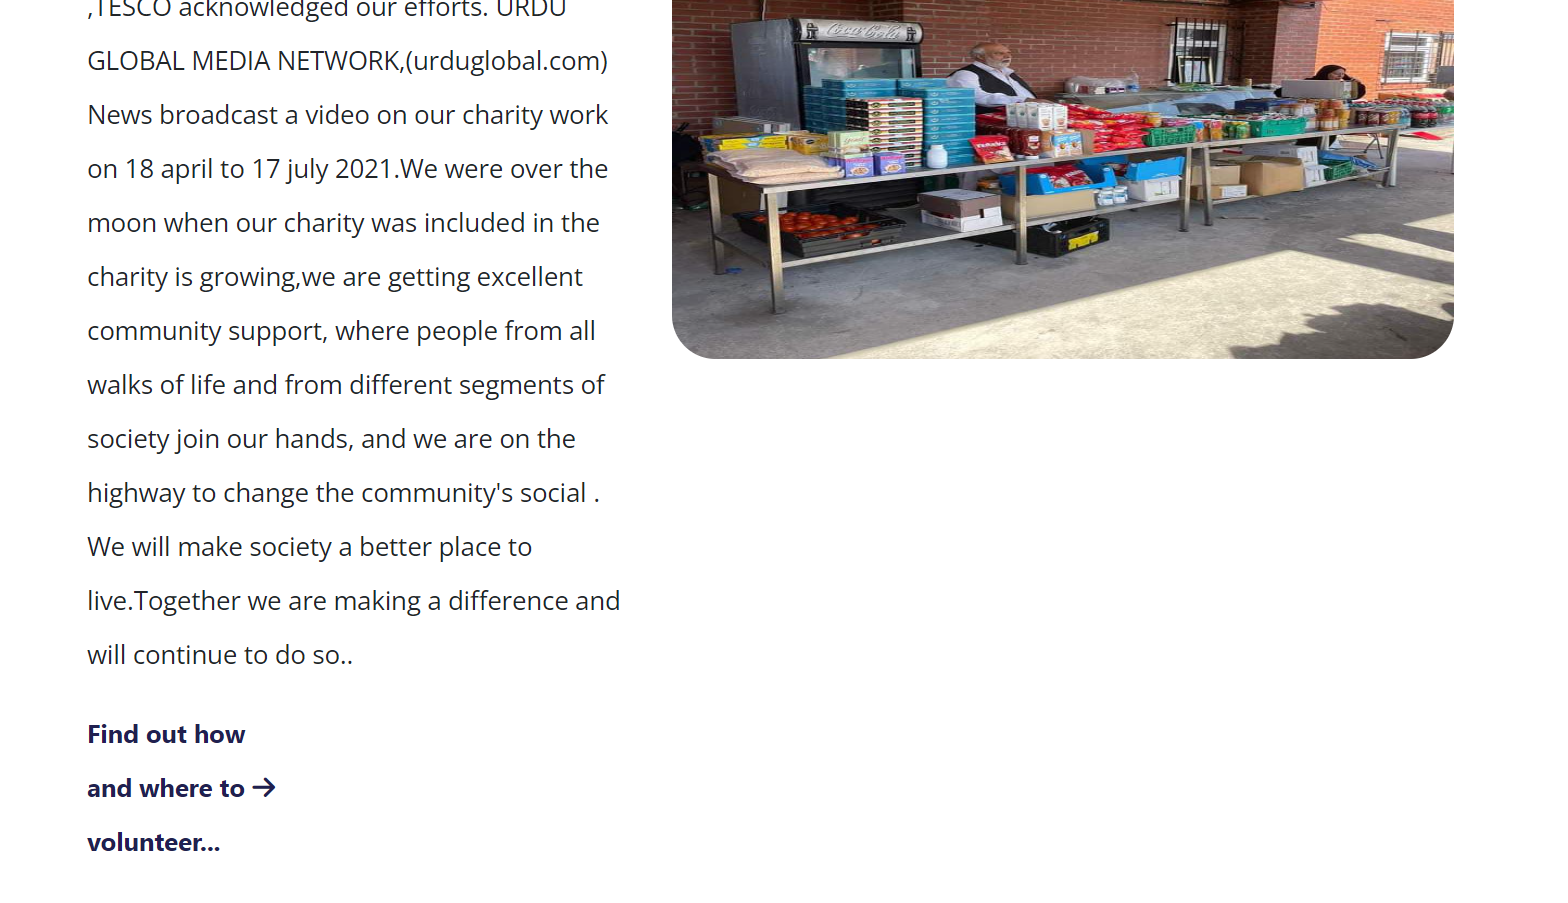 ,TESCO acknowledged our efforts. URDU
GLOBAL MEDIA NETWORK,(urduglobal.com)
News broadcast a video on our charity work
on 18 april to 17 july 2021.We were over the
moon when our charity was included in the
charity is growing,we are getting excellent
community support, where people from all
walks of life and from different segments of
society join our hands, and we are on the
highway to change the community's social .
We will make society a better place to
live.Together we are making a difference and
will continue to do so..
Find out how
and where to →
volunteer...
Coca-Cola